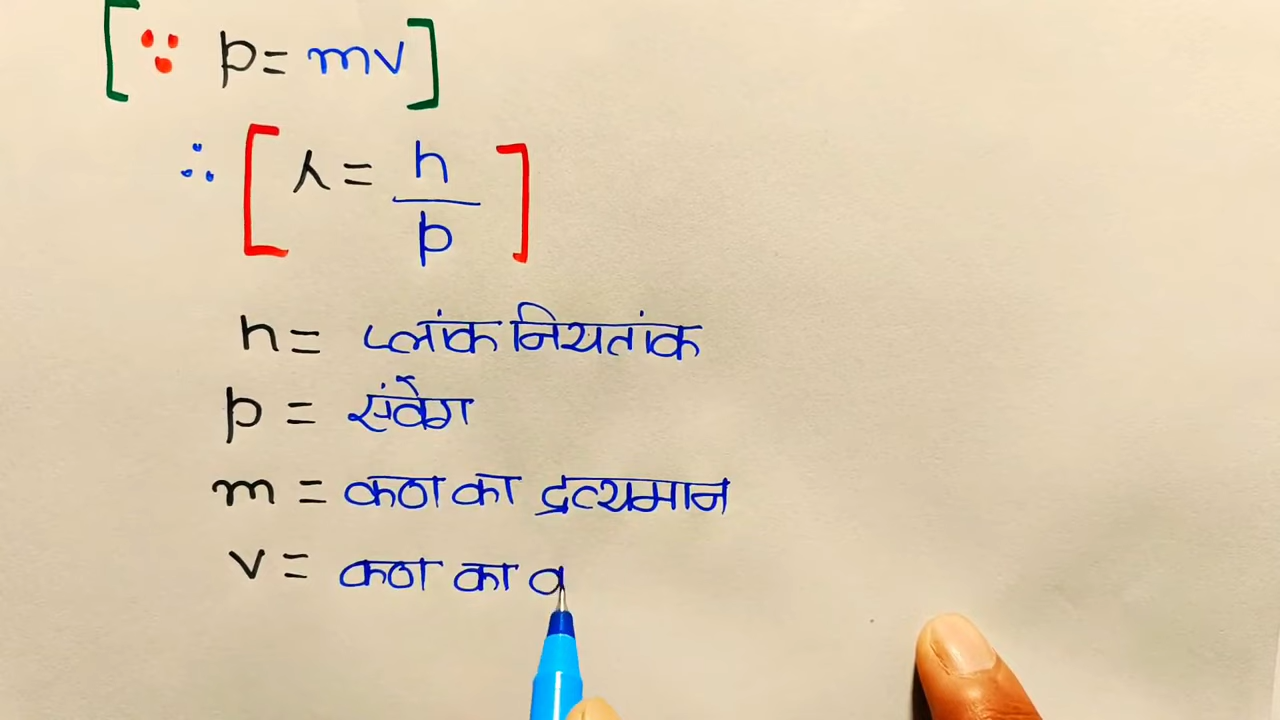 [∵ p = mv]
∴ [λ = h/p]
h = प्लांक नियतांक
p = संवेग
m = कण का द्रव्यमान
v = कण का व